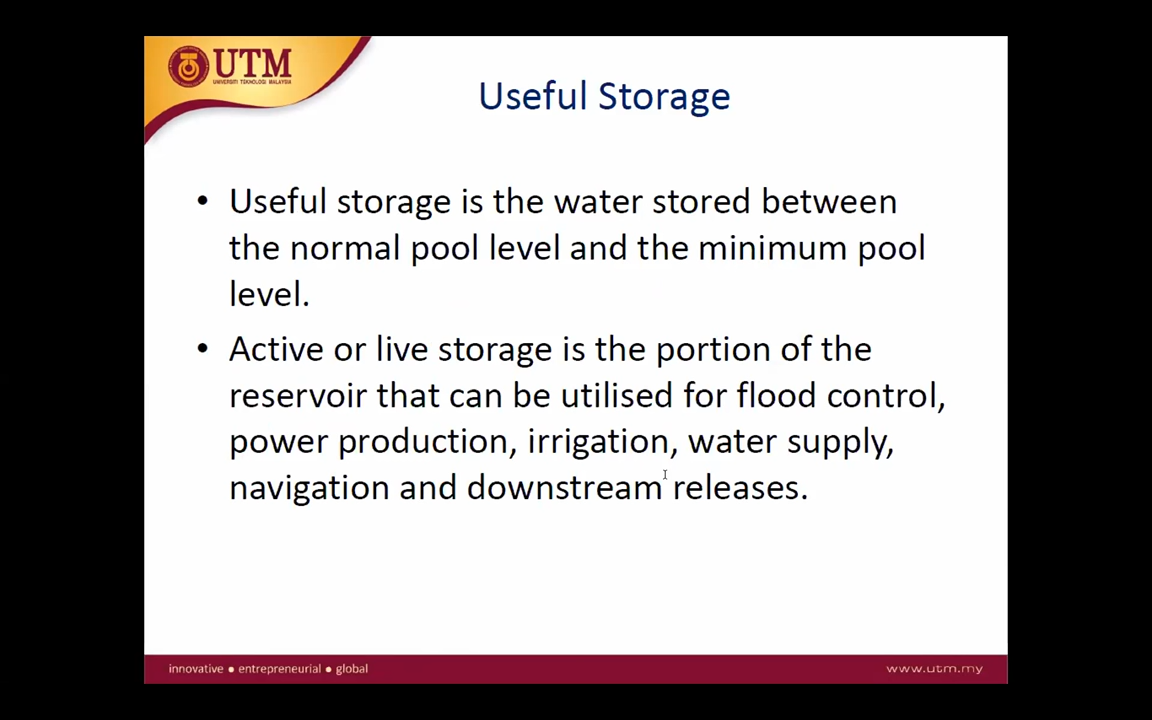 UTM
UNIVERSITI TEKNOLOGI MALAYSIA
Useful Storage
• Useful storage is the water stored between
the normal pool level and the minimum pool
level.
• Active or live storage is the portion of the
reservoir that can be utilised for flood control,
power production, irrigation, water supply,
navigation and downstream releases.
innovative ● entrepreneurial ● global
www.utm.my